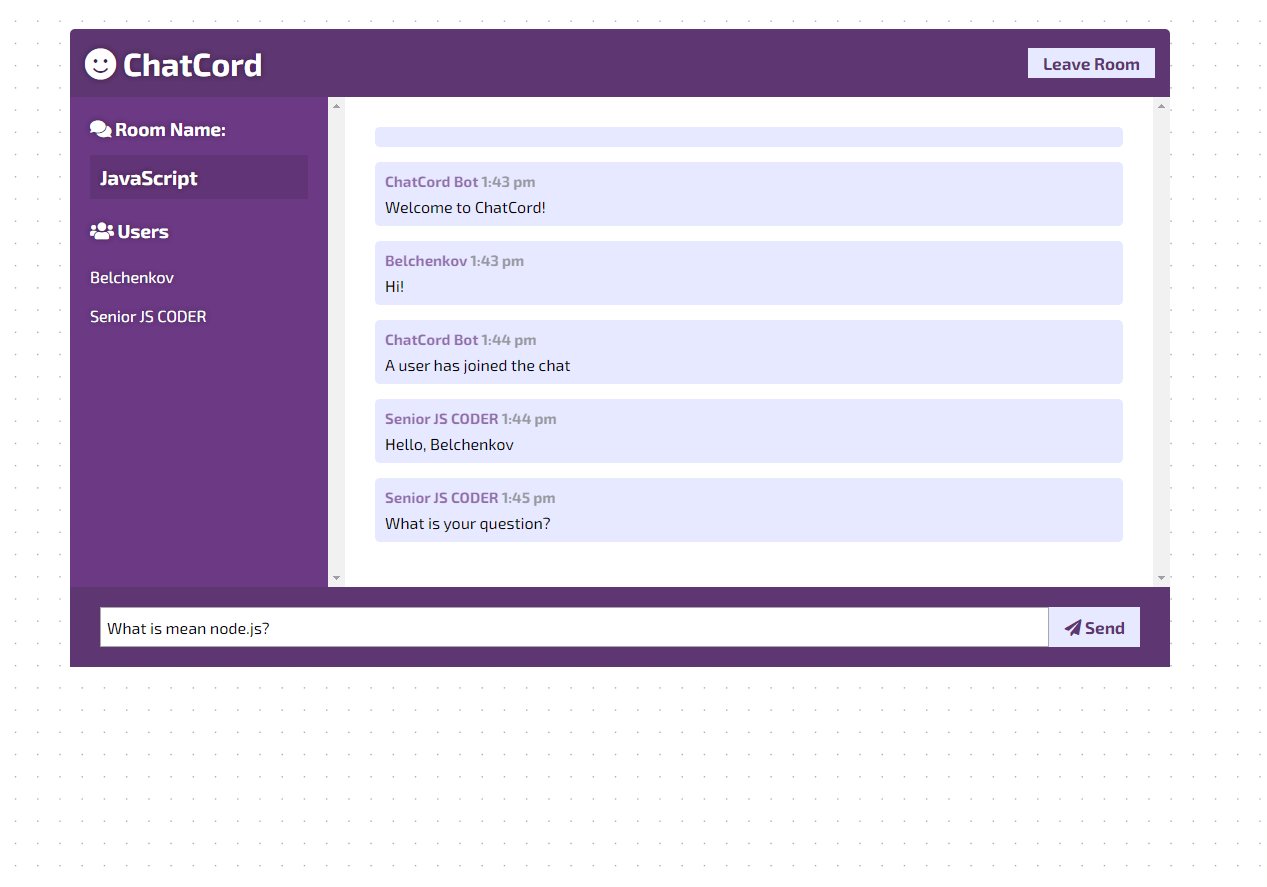 ChatCord
Leave Room
Room Name:
JavaScript
Users
Belchenkov
Senior JS CODER
ChatCord Bot 1:43 pm
Welcome to ChatCord!
Belchenkov 1:43 pm
Hi!
ChatCord Bot 1:44 pm
A user has joined the chat
Senior JS CODER 1:44 pm
Hello, Belchenkov
Senior JS CODER 1:45 pm
What is your question?
What is mean node.js?
Send